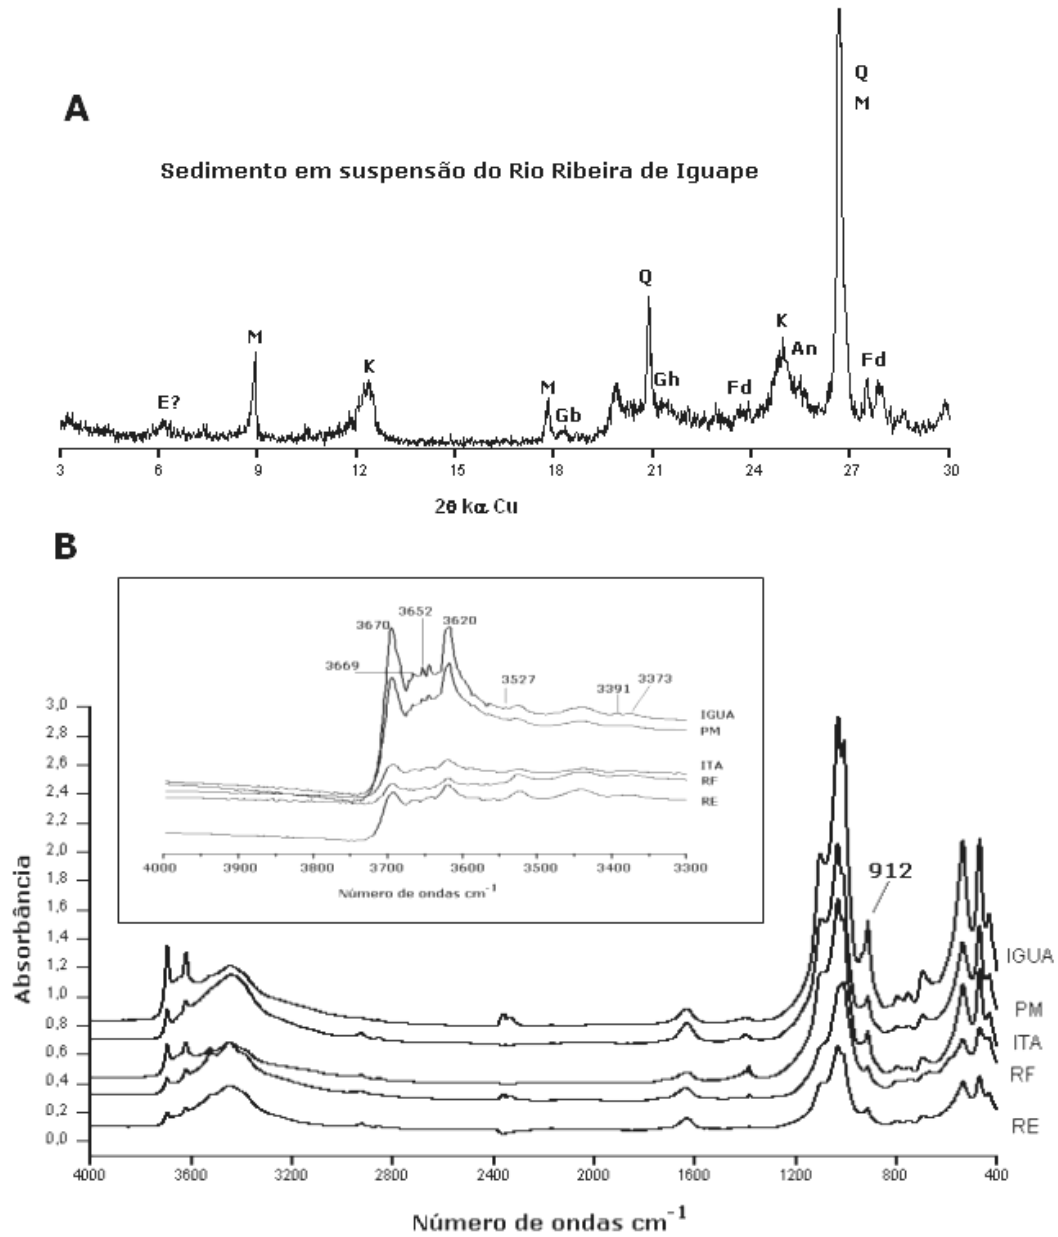 A
Q
M
Sedimento em suspensão do Rio Ribeira de Iguape
Q
M
K
K
An
E?
M
Gb
Gh
Fd
Fd
3 6 9 12 15 18 21 24 27 30
2θ kα Cu
B
3670
3652
3620
3669
3527
3391
3373
IGUA
PM
ITA
RF
RE
4000 3900 3800 3700 3600 3500 3400 3300
Número de ondas cm-1
Absorbância
3,0
2,8
2,6
2,4
2,2
2,0
1,8
1,6
1,4
1,2
1,0
0,8
0,6
0,4
0,2
0,0
912
IGUA
PM
ITA
RF
RE
4000 3600 3200 2800 2400 2000 1600 1200 800 400
Número de ondas cm-1